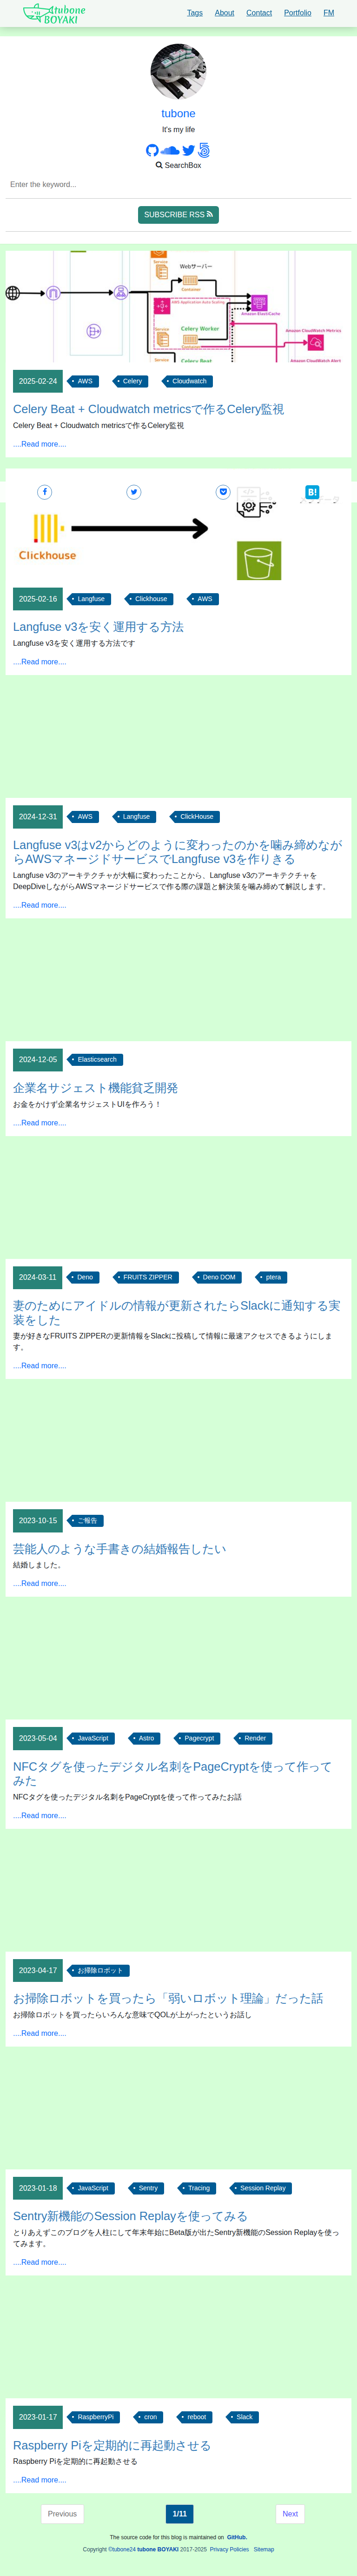 tubone
BOYAKI
Tags
About
Contact
Portfolio
FM
tubone
It's my life
SearchBox
Enter the keyword...
SUBSCRIBE RSS
Webサーバー
Container
AWS Application Auto Scaling
Service
Celery Worker
Amazon ElastiCache
Amazon CloudWatch Metrics
Container
Service
Celery Beat
Amazon CloudWatch Alert
2025-02-24
AWS
Celery
Cloudwatch
Celery Beat + Cloudwatch metricsで作るCelery監視
Celery Beat + Cloudwatch metricsで作るCelery監視
....Read more....
B!
Clickhouse
2025-02-16
Langfuse
Clickhouse
AWS
Langfuse v3を安く運用する方法
Langfuse v3を安く運用する方法です
....Read more....
2024-12-31
AWS
Langfuse
ClickHouse
Langfuse v3はv2からどのように変わったのかを噛み締めながらAWSマネージドサービスでLangfuse v3を作りきる
Langfuse v3のアーキテクチャが大幅に変わったことから、Langfuse v3のアーキテクチャをDeepDiveしながらAWSマネージドサービスで作る際の課題と解決策を噛み締めて解説します。
....Read more....
2024-12-05
Elasticsearch
企業名サジェスト機能貧乏開発
お金をかけず企業名サジェストUIを作ろう！
....Read more....
2024-03-11
Deno
FRUITS ZIPPER
Deno DOM
ptera
妻のためにアイドルの情報が更新されたらSlackに通知する実装をした
妻が好きなFRUITS ZIPPERの更新情報をSlackに投稿して情報に最速アクセスできるようにします。
....Read more....
2023-10-15
ご報告
芸能人のような手書きの結婚報告したい
結婚しました。
....Read more....
2023-05-04
JavaScript
Astro
Pagecrypt
Render
NFCタグを使ったデジタル名刺をPageCryptを使って作ってみた
NFCタグを使ったデジタル名刺をPageCryptを使って作ってみたお話
....Read more....
2023-04-17
お掃除ロボット
お掃除ロボットを買ったら「弱いロボット理論」だった話
お掃除ロボットを買ったらいろんな意味でQOLが上がったというお話し
....Read more....
2023-01-18
JavaScript
Sentry
Tracing
Session Replay
Sentry新機能のSession Replayを使ってみる
とりあえずこのブログを人柱にして年末年始にBeta版が出たSentry新機能のSession Replayを使ってみます。
....Read more....
2023-01-17
RaspberryPi
cron
reboot
Slack
Raspberry Piを定期的に再起動させる
Raspberry Piを定期的に再起動させる
....Read more....
Previous
1/11
Next
The source code for this blog is maintained on GitHub.
Copyright ©tubone24 tubone BOYAKI 2017-2025 Privacy Policies Sitemap